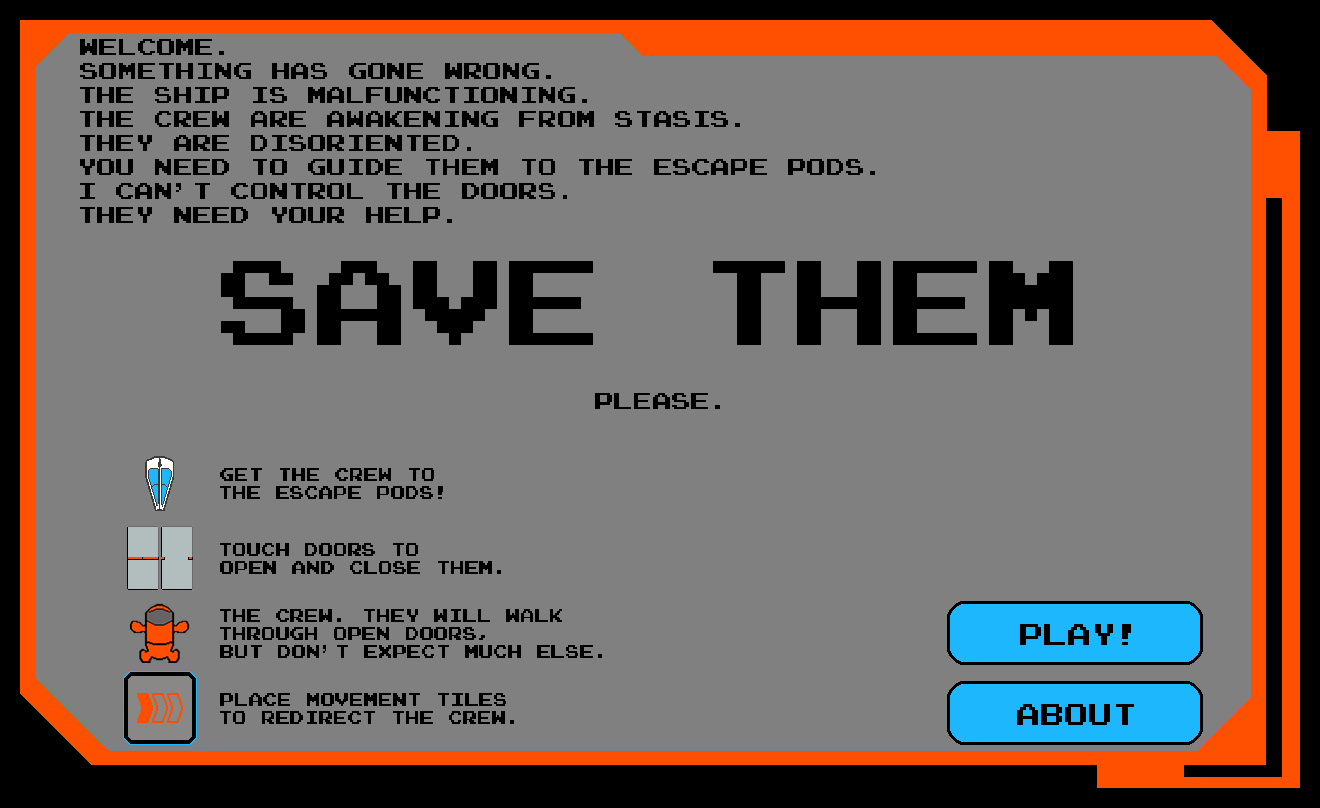 WELCOME.
SOMETHING HAS GONE WRONG.
THE SHIP IS MALFUNCTIONING.
THE CREW ARE AWAKENING FROM STASIS.
THEY ARE DISORIENTED.
YOU NEED TO GUIDE THEM TO THE ESCAPE PODS.
I CAN'T CONTROL THE DOORS.
THEY NEED YOUR HELP.
SAVE THEM
PLEASE.
GET THE CREW TO
THE ESCAPE PODS!
TOUCH DOORS TO
OPEN AND CLOSE THEM.
THE CREW. THEY WILL WALK
THROUGH OPEN DOORS,
BUT DON'T EXPECT MUCH ELSE.
PLACE MOVEMENT TILES
TO REDIRECT THE CREW.
PLAY!
ABOUT